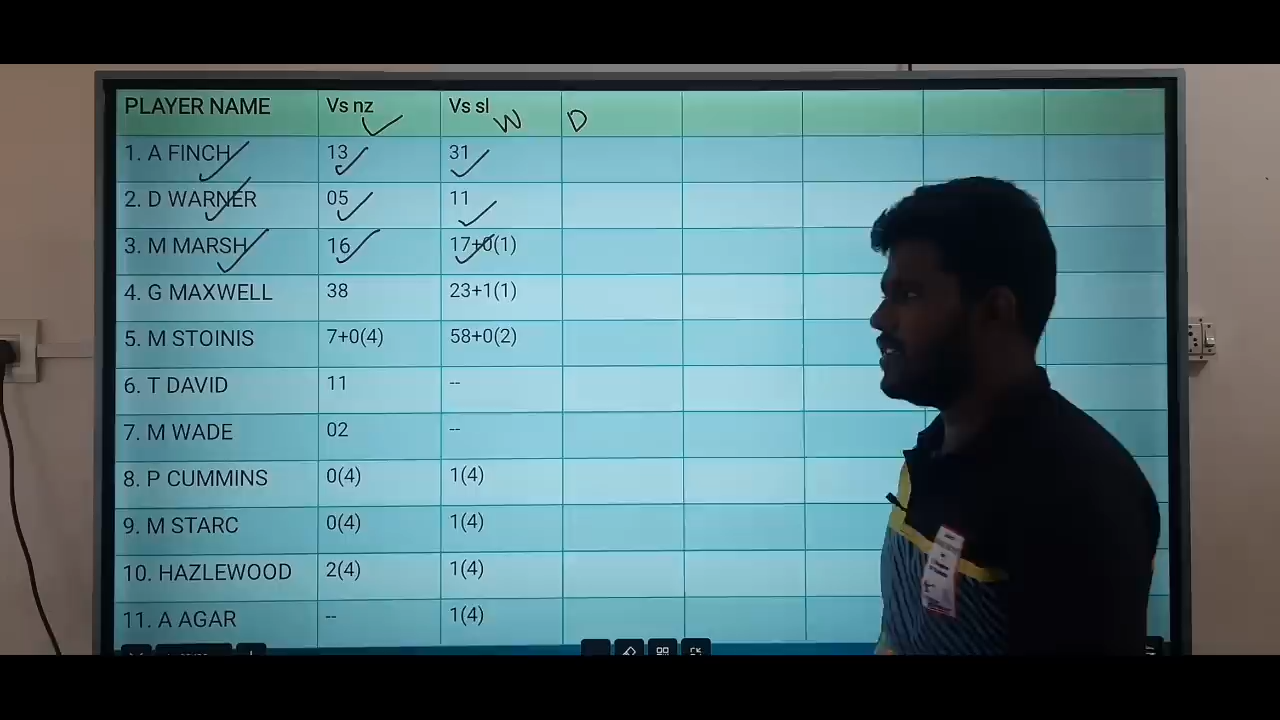 PLAYER NAME Vs nz Vs sl W D
1. A FINCH 13 31
2. D WARNER 05 11
3. M MARSH 16 17+0(1)
4. G MAXWELL 38 23+1(1)
5. M STOINIS 7+0(4) 58+0(2)
6. T DAVID 11 --
7. M WADE 02 --
8. P CUMMINS 0(4) 1(4)
9. M STARC 0(4) 1(4)
10. HAZLEWOOD 2(4) 1(4)
11. A AGAR -- 1(4)